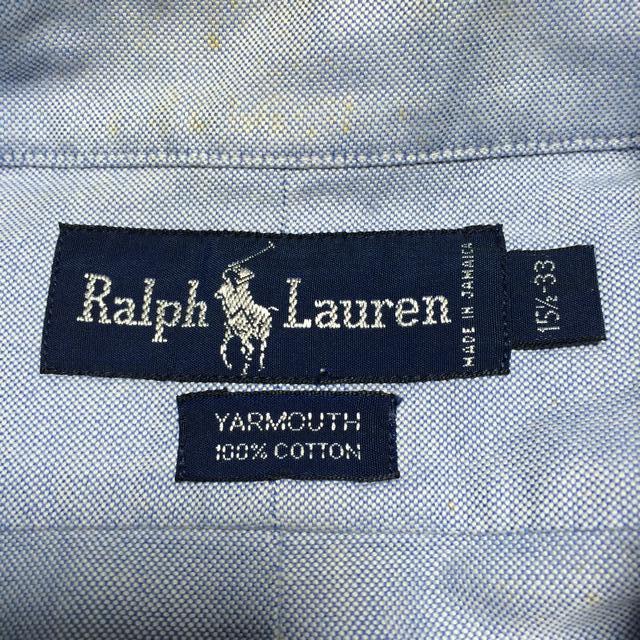 Ralph Lauren
MADE IN JAMAICA
15½-33
YARMOUTH
100% COTTON